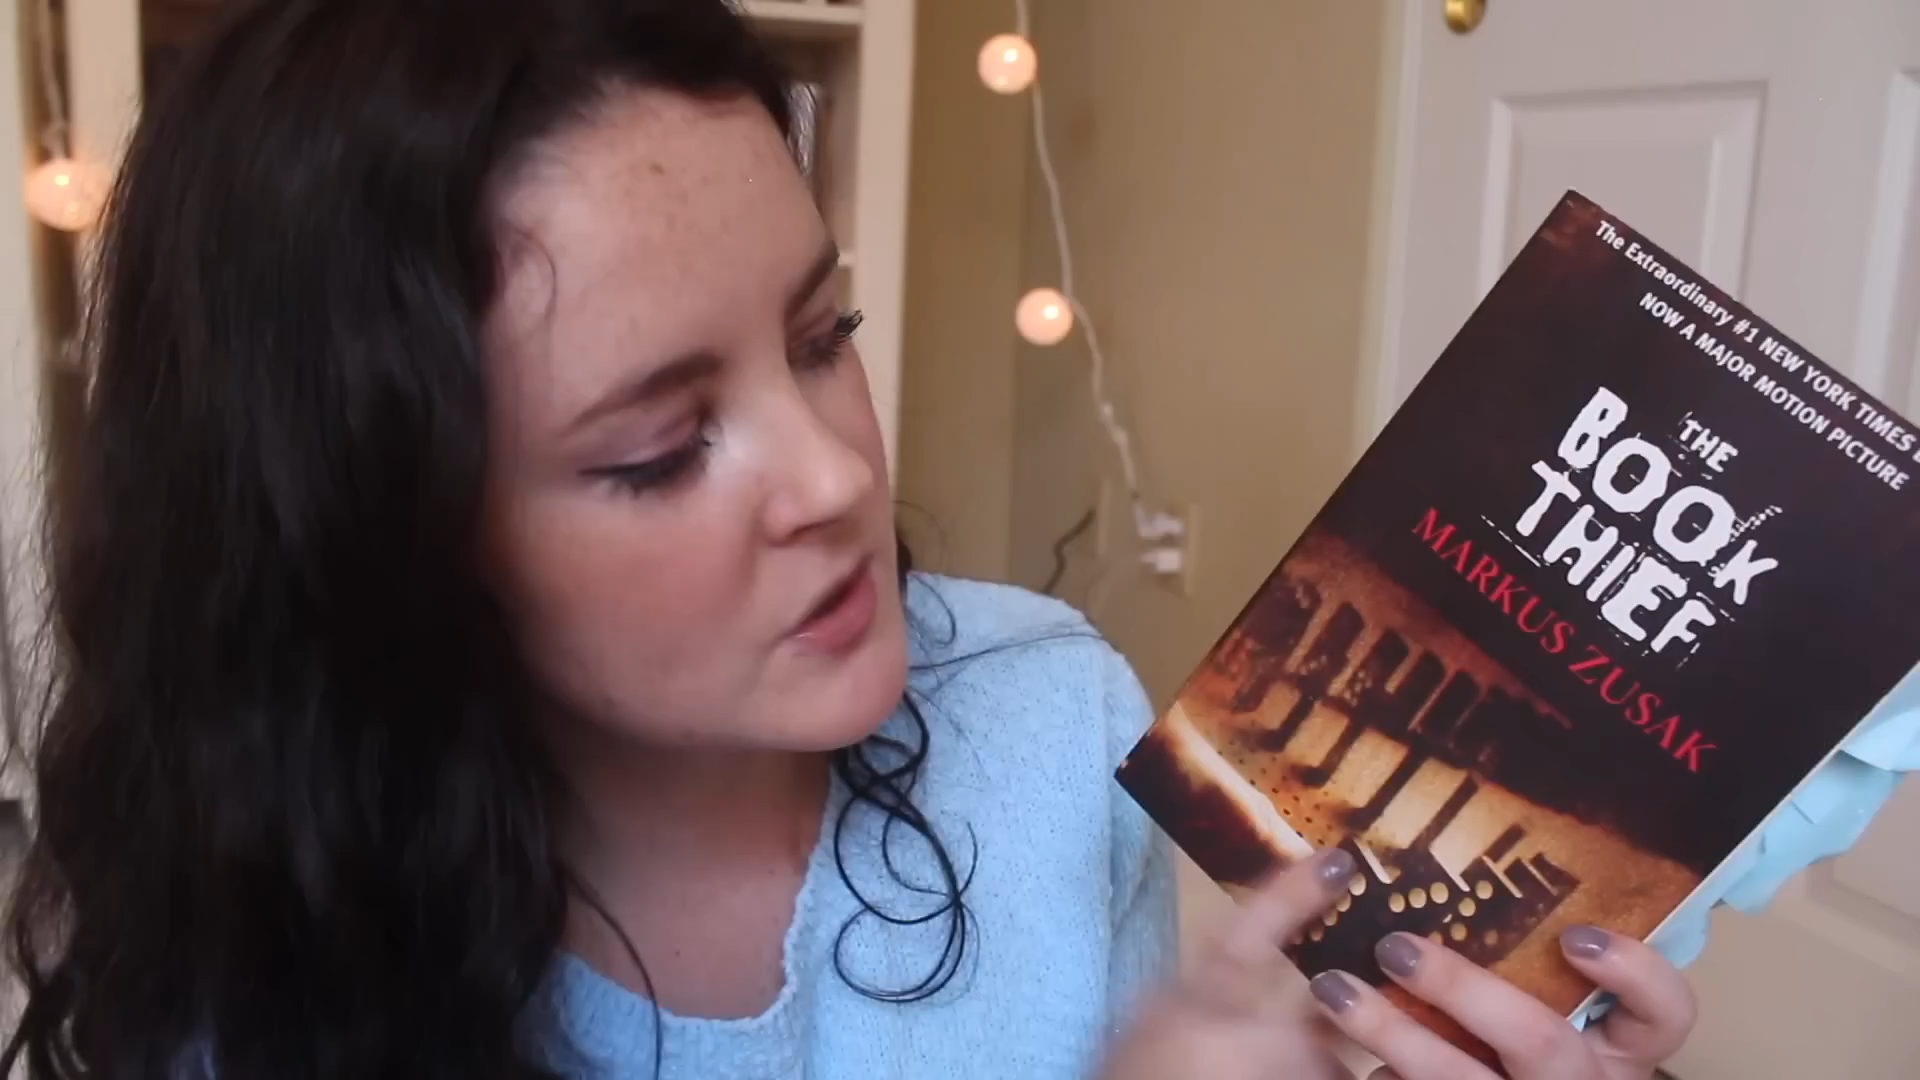 The Extraordinary #1 NEW YORK TIMES
NOW A MAJOR MOTION PICTURE
THE
BOOK
THIEF
MARKUS ZUSAK